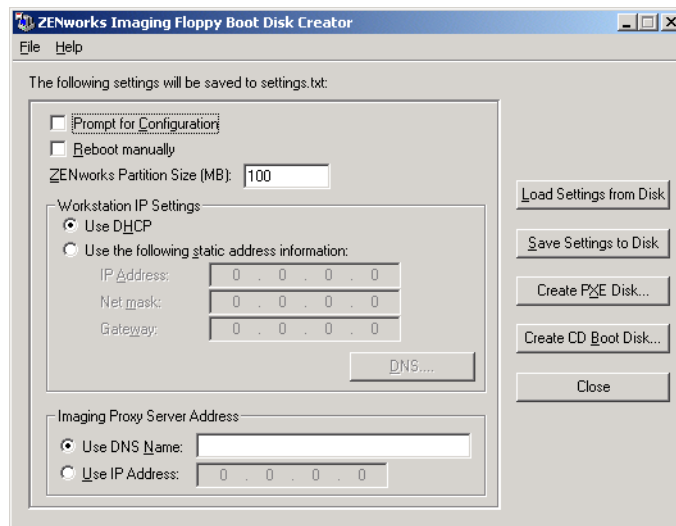 ZENworks Imaging Floppy Boot Disk Creator
File Help
The following settings will be saved to settings.txt:
Prompt for Configuration
Reboot manually
ZENworks Partition Size (MB): 100
Workstation IP Settings
Use DHCP
Use the following static address information:
IP Address: 0 . 0 . 0 . 0
Net mask: 0 . 0 . 0 . 0
Gateway: 0 . 0 . 0 . 0
DNS....
Imaging Proxy Server Address
Use DNS Name:
Use IP Address: 0 . 0 . 0 . 0
Load Settings from Disk
Save Settings to Disk
Create PXE Disk...
Create CD Boot Disk...
Close